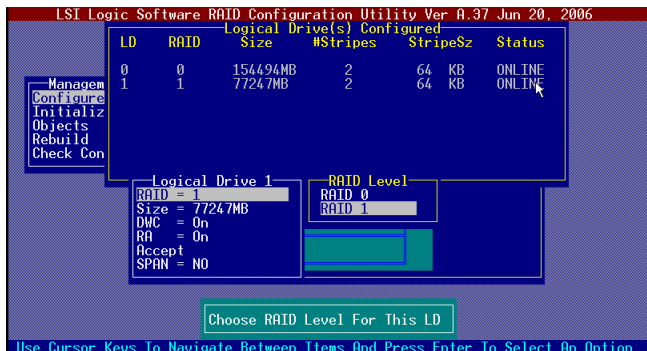 LSI Logic Software RAID Configuration Utility Ver A.37 Jun 20, 2006
Logical Drive(s) Configured
LD RAID Size #Stripes StripeSz Status
0 0 154494MB 2 64 KB ONLINE
1 1 77247MB 2 64 KB ONLINE
Managem
Configure
Initializ
Objects
Rebuild
Check Con
Logical Drive 1
RAID = 1
Size = 77247MB
DWC = On
RA = On
Accept
SPAN = NO
RAID Level
RAID 0
RAID 1
Choose RAID Level For This LD
Use Cursor Keys To Navigate Between Items And Press Enter To Select An Option